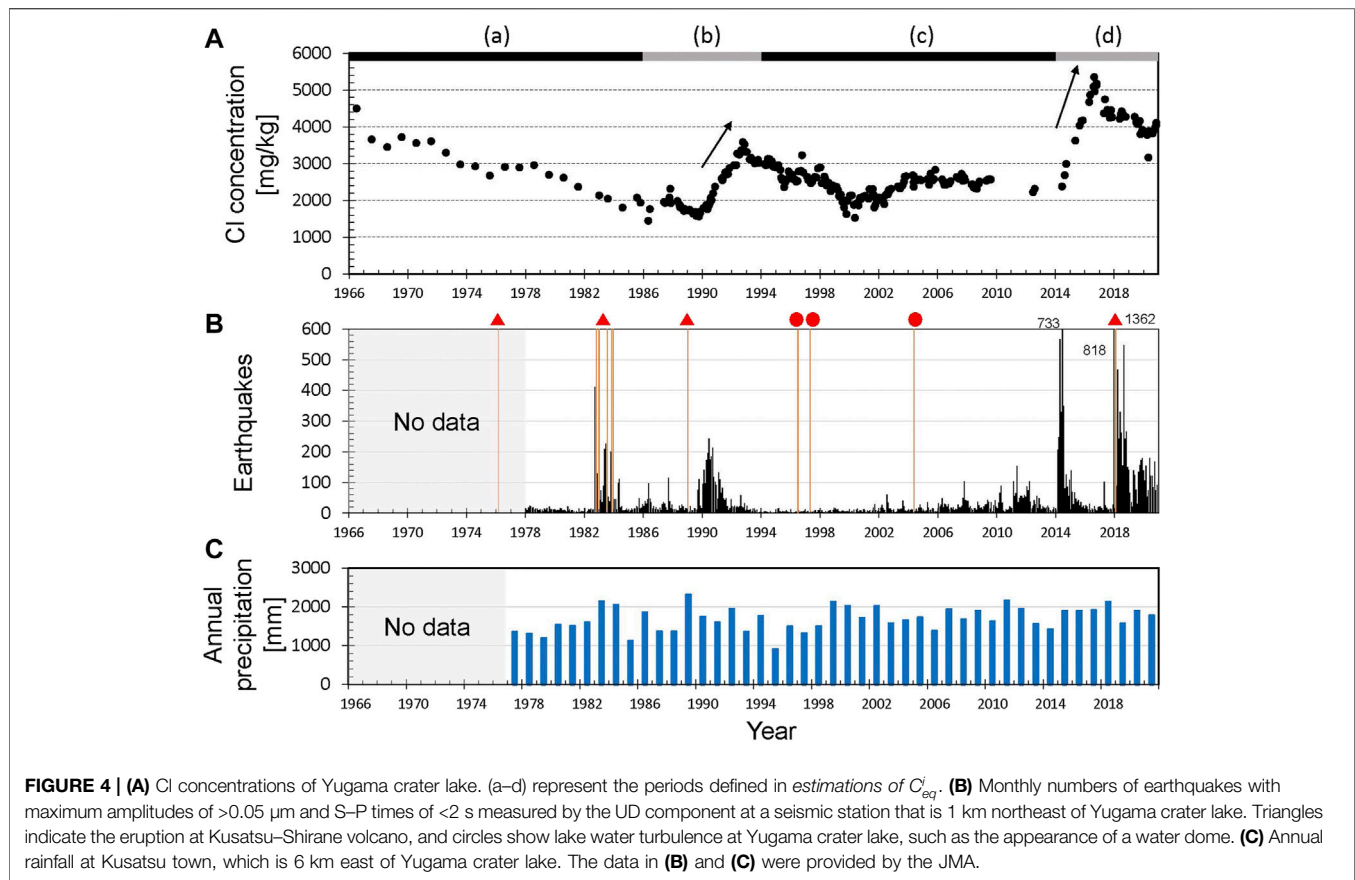 A
(a) (b) (c) (d)
Cl concentration
[mg/kg]
6000
5000
4000
3000
2000
1000
0
1966 1970 1974 1978 1982 1986 1990 1994 1998 2002 2006 2010 2014 2018
B
Earthquakes
600
500
400
300
200
100
0
No data
733
818
1362
1966 1970 1974 1978 1982 1986 1990 1994 1998 2002 2006 2010 2014 2018
C
Annual
precipitation
[mm]
3000
2000
1000
0
No data
1966 1970 1974 1978 1982 1986 1990 1994 1998 2002 2006 2010 2014 2018
Year
FIGURE 4 | (A) Cl concentrations of Yugama crater lake. (a–d) represent the periods defined in estimations of C^i_eq. (B) Monthly numbers of earthquakes with
maximum amplitudes of >0.05 μm and S–P times of <2 s measured by the UD component at a seismic station that is 1 km northeast of Yugama crater lake. Triangles
indicate the eruption at Kusatsu–Shirane volcano, and circles show lake water turbulence at Yugama crater lake, such as the appearance of a water dome. (C) Annual
rainfall at Kusatsu town, which is 6 km east of Yugama crater lake. The data in (B) and (C) were provided by the JMA.